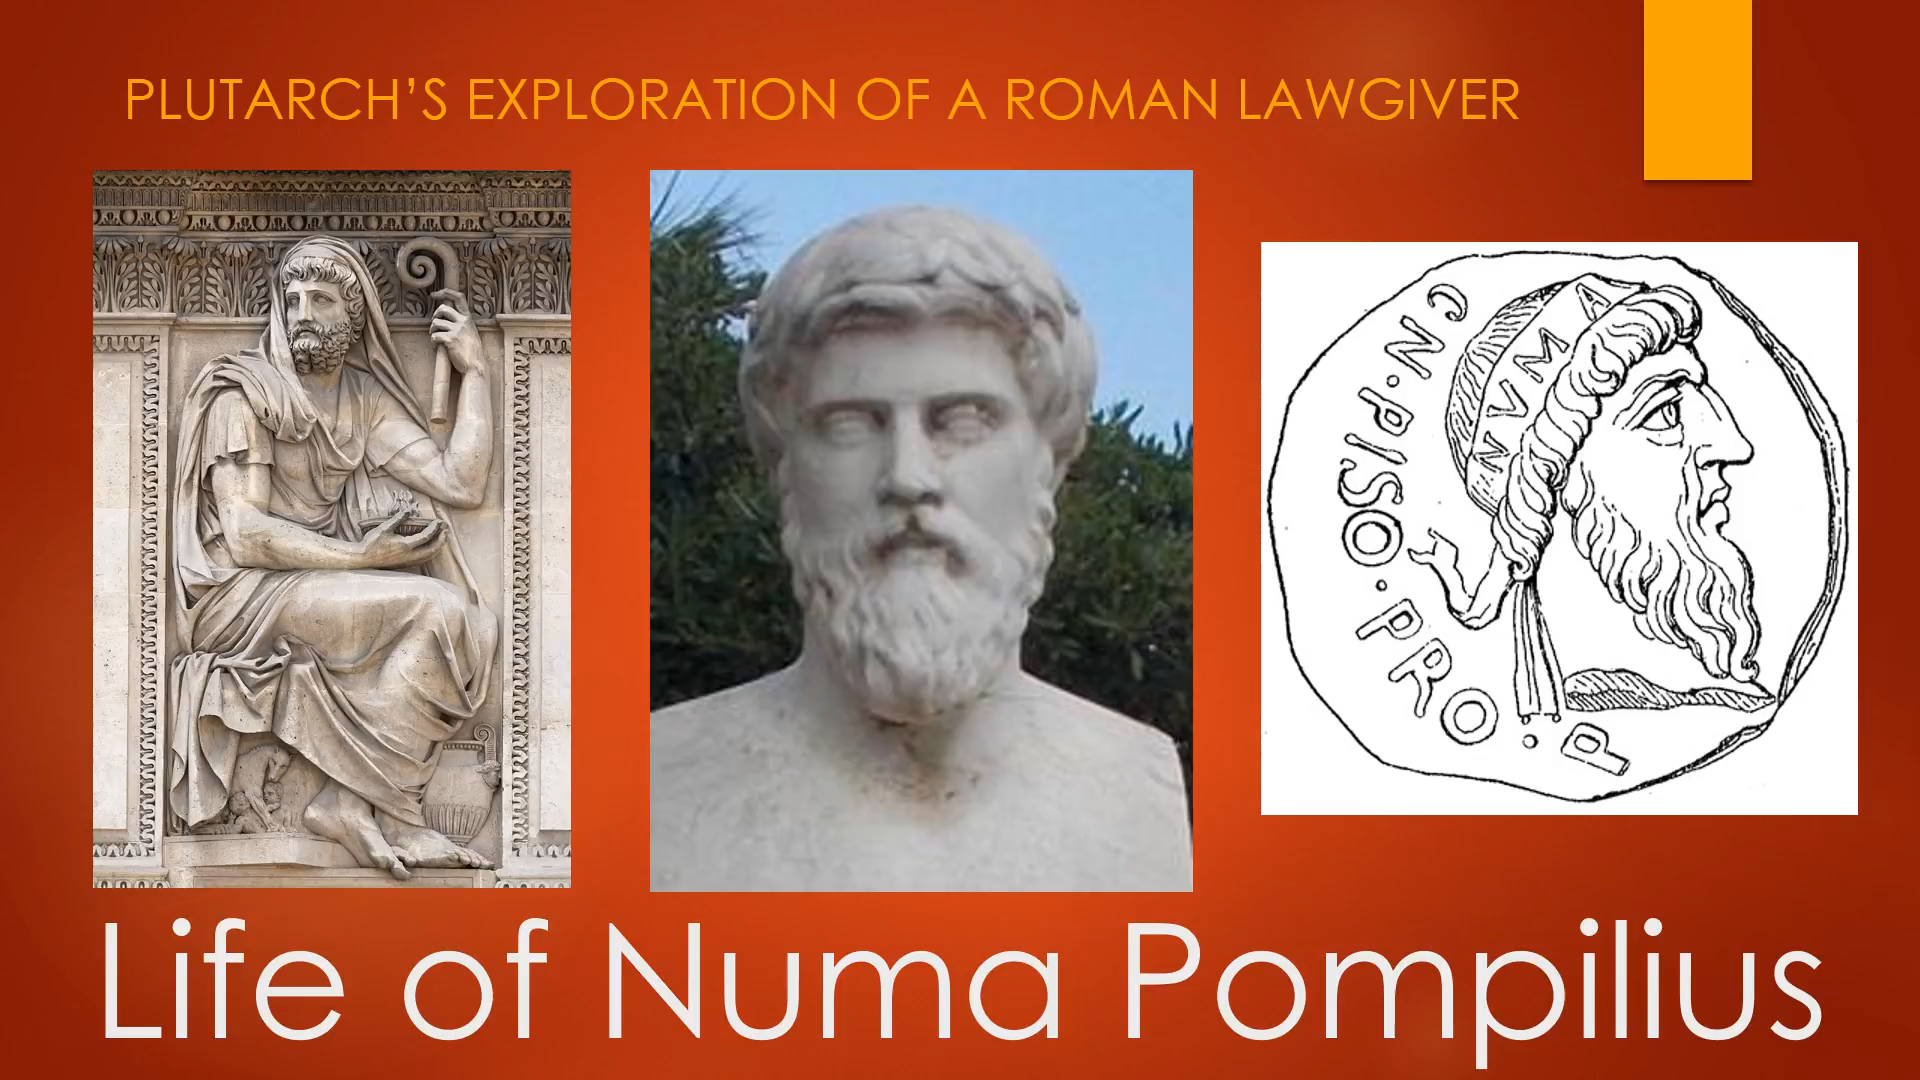 PLUTARCH’S EXPLORATION OF A ROMAN LAWGIVER
CN·PISO·PRO·P
NVMA
Life of Numa Pompilius